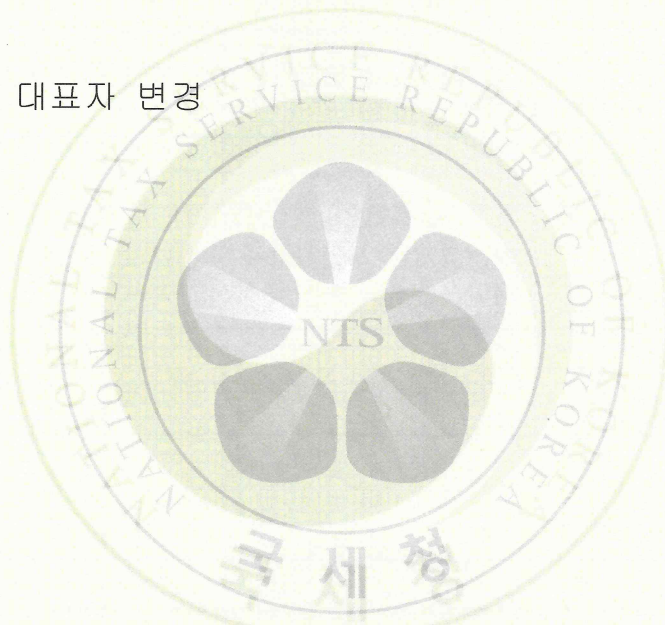 대표자 변경
NATIONAL TAX SERVICE REPUBLIC OF KOREA
NTS
국세청